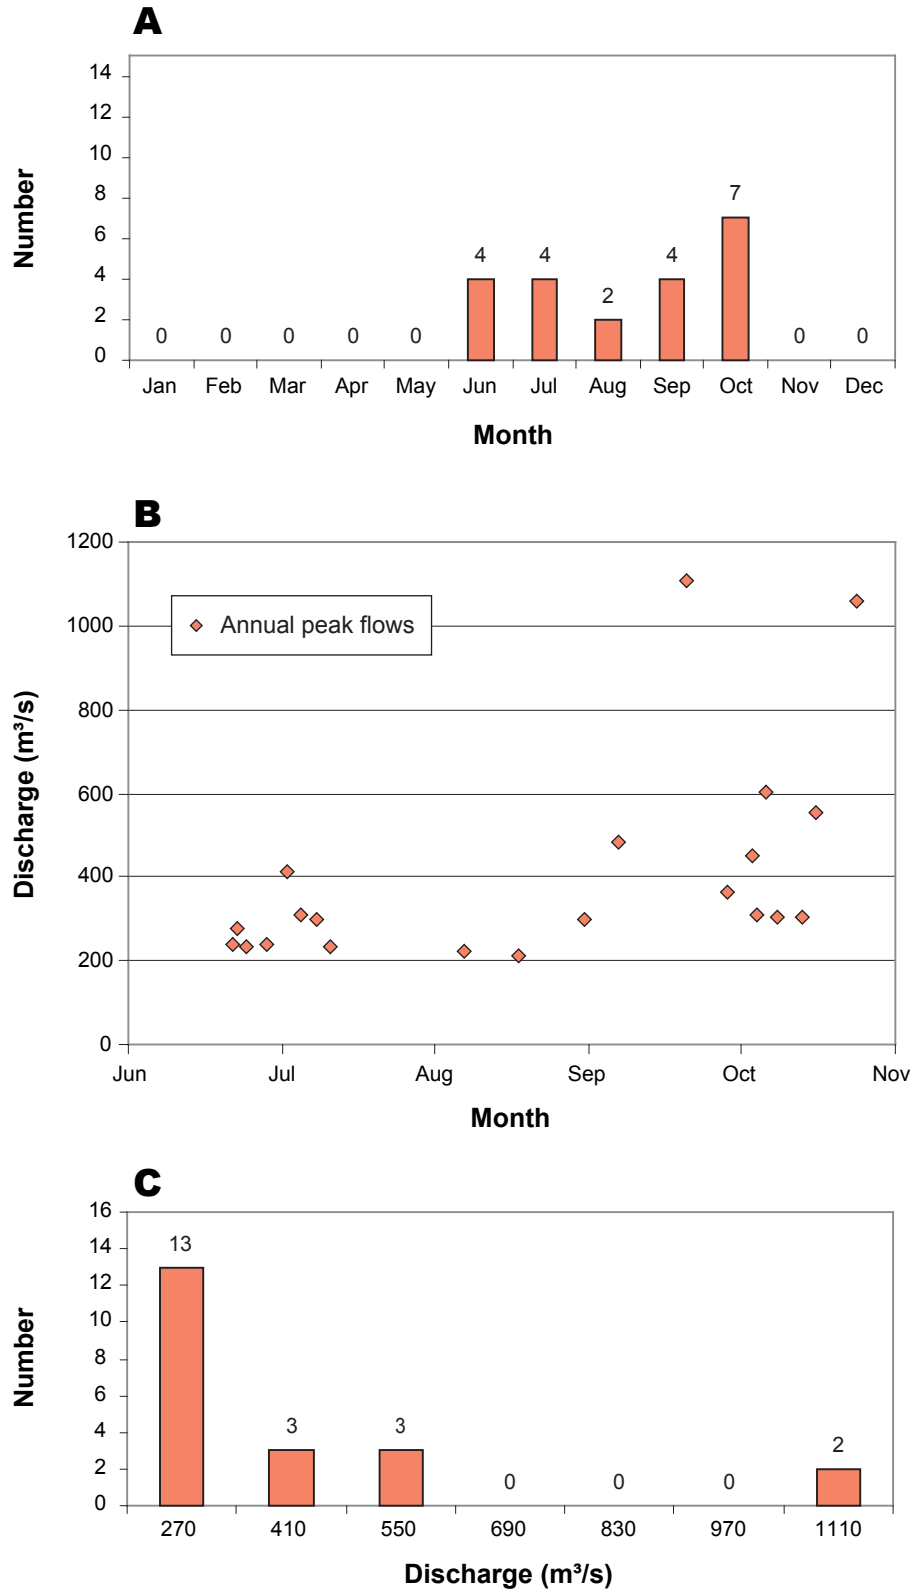 A
14
12
10
8
6
4
2
0
Number
0 0 0 0 0 4 4 2 4 7 0 0
Jan Feb Mar Apr May Jun Jul Aug Sep Oct Nov Dec
Month
B
1200
1000
800
600
400
200
0
Discharge (m³/s)
Annual peak flows
Jun Jul Aug Sep Oct Nov
Month
C
16
14
12
10
8
6
4
2
0
Number
13 3 3 0 0 0 2
270 410 550 690 830 970 1110
Discharge (m³/s)